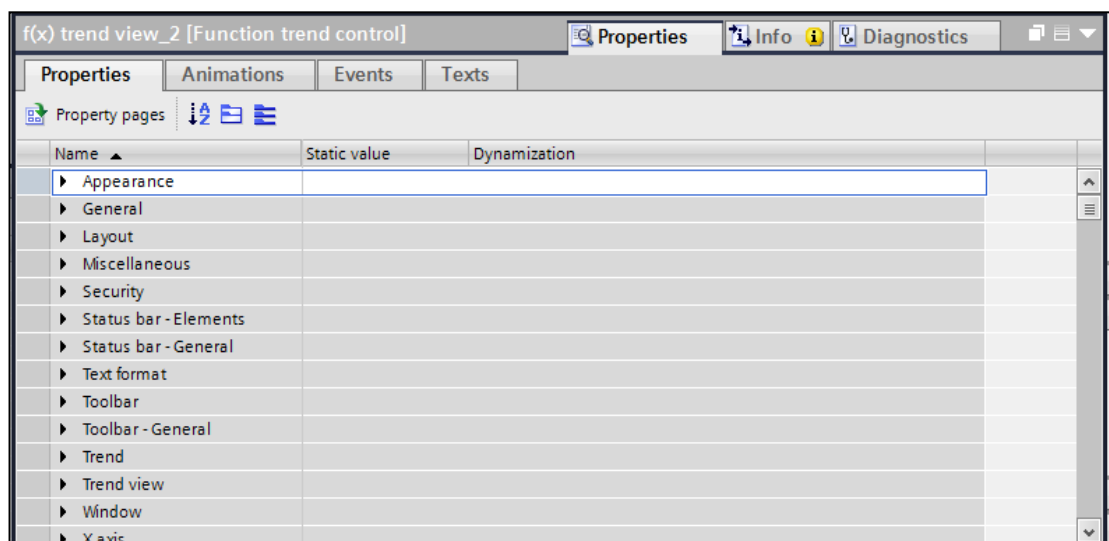 f(x) trend view_2 [Function trend control] Properties Info Diagnostics
Properties Animations Events Texts
Property pages
Name Static value Dynamization
Appearance
General
Layout
Miscellaneous
Security
Status bar - Elements
Status bar - General
Text format
Toolbar
Toolbar - General
Trend
Trend view
Window
X axis